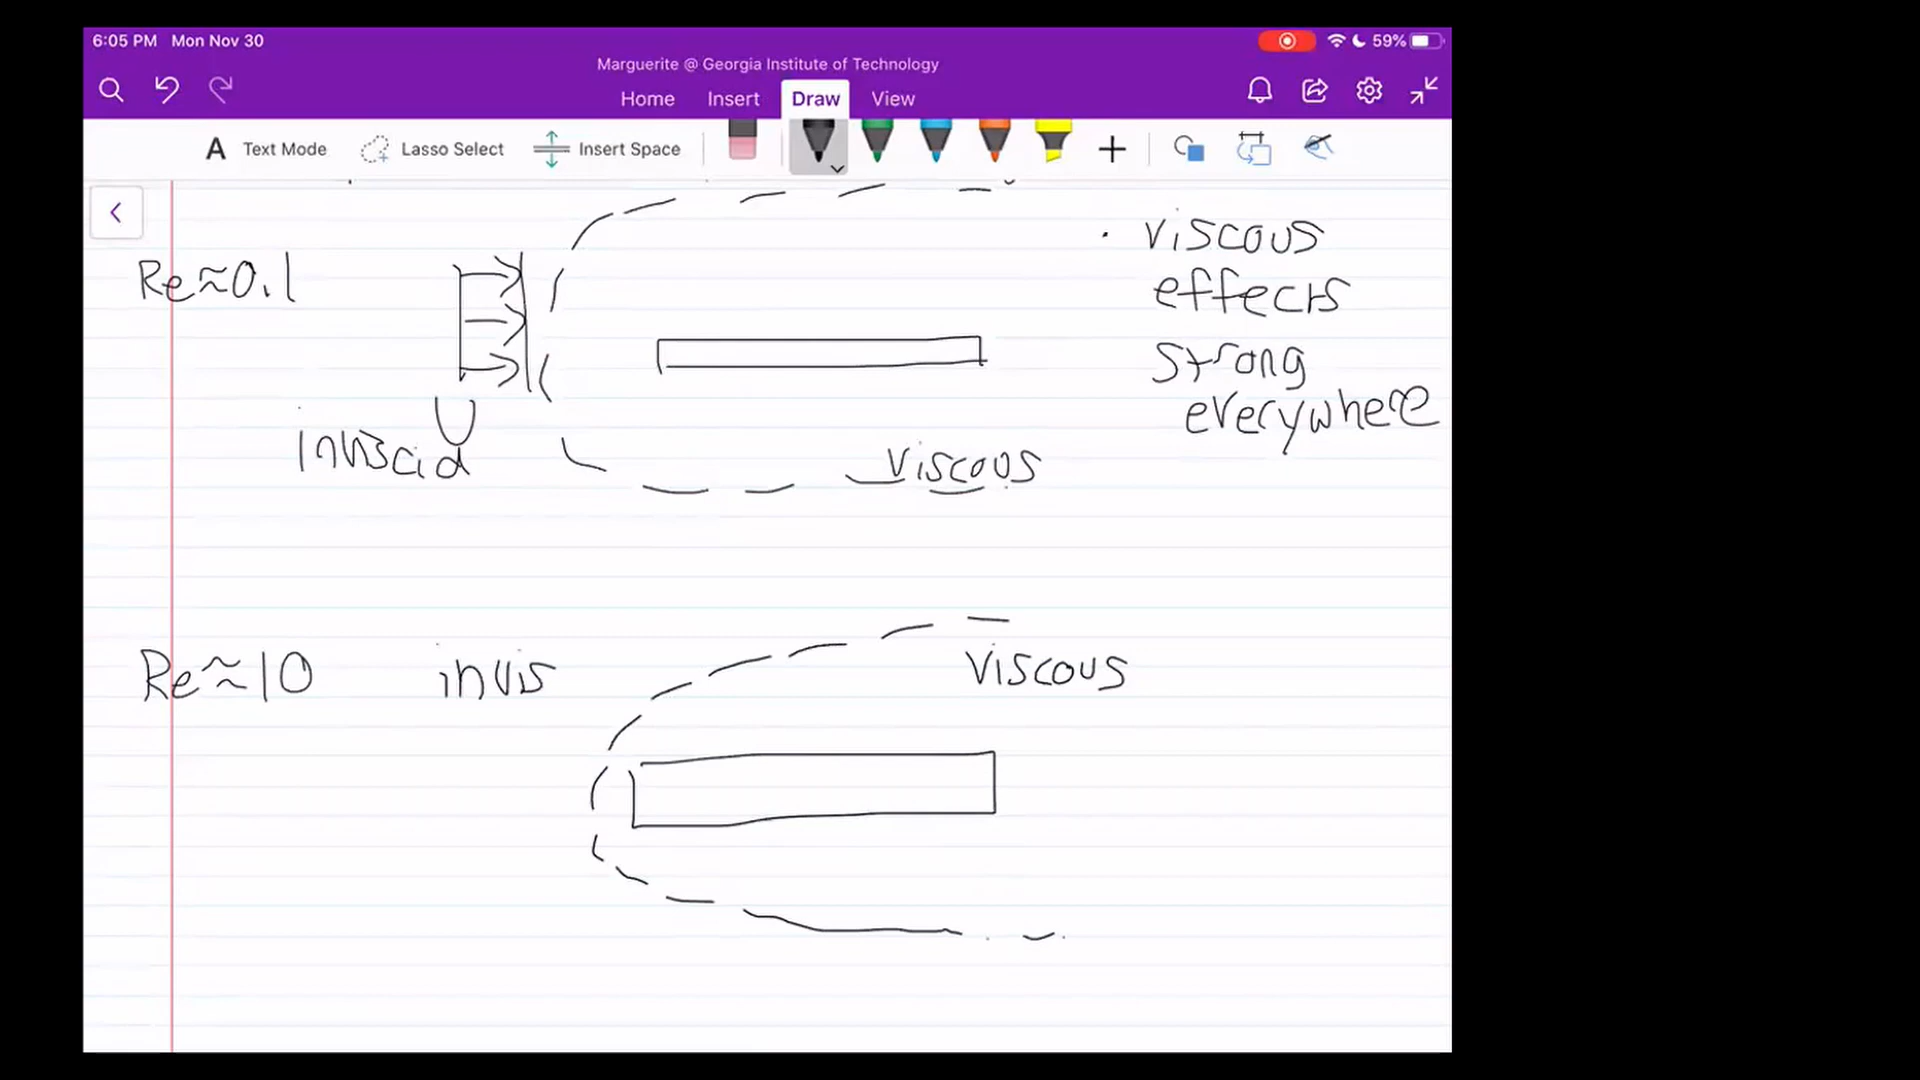 6:05 PM Mon Nov 30
59%
Marguerite @ Georgia Institute of Technology
Home Insert Draw View
A Text Mode Lasso Select Insert Space
Re≈0.1
U
inviscid
viscous
· viscous
effects
strong
everywhere
Re≈10 invis viscous